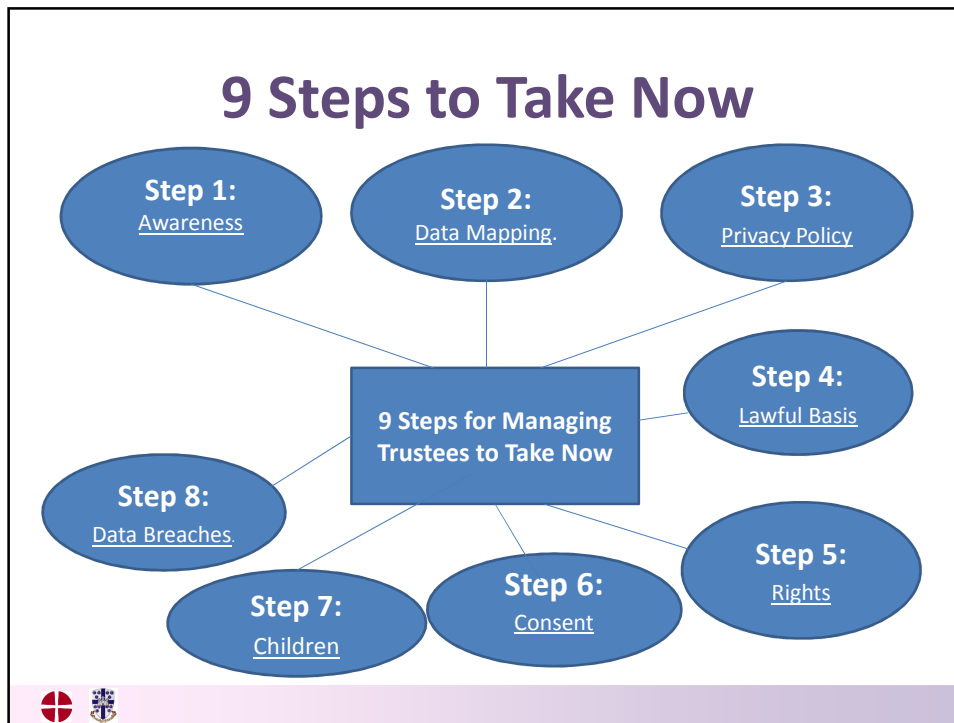 9 Steps to Take Now
Step 1:
Awareness
Step 2:
Data Mapping.
Step 3:
Privacy Policy
Step 4:
Lawful Basis
9 Steps for Managing
Trustees to Take Now
Step 5:
Rights
Step 6:
Consent
Step 7:
Children
Step 8:
Data Breaches.